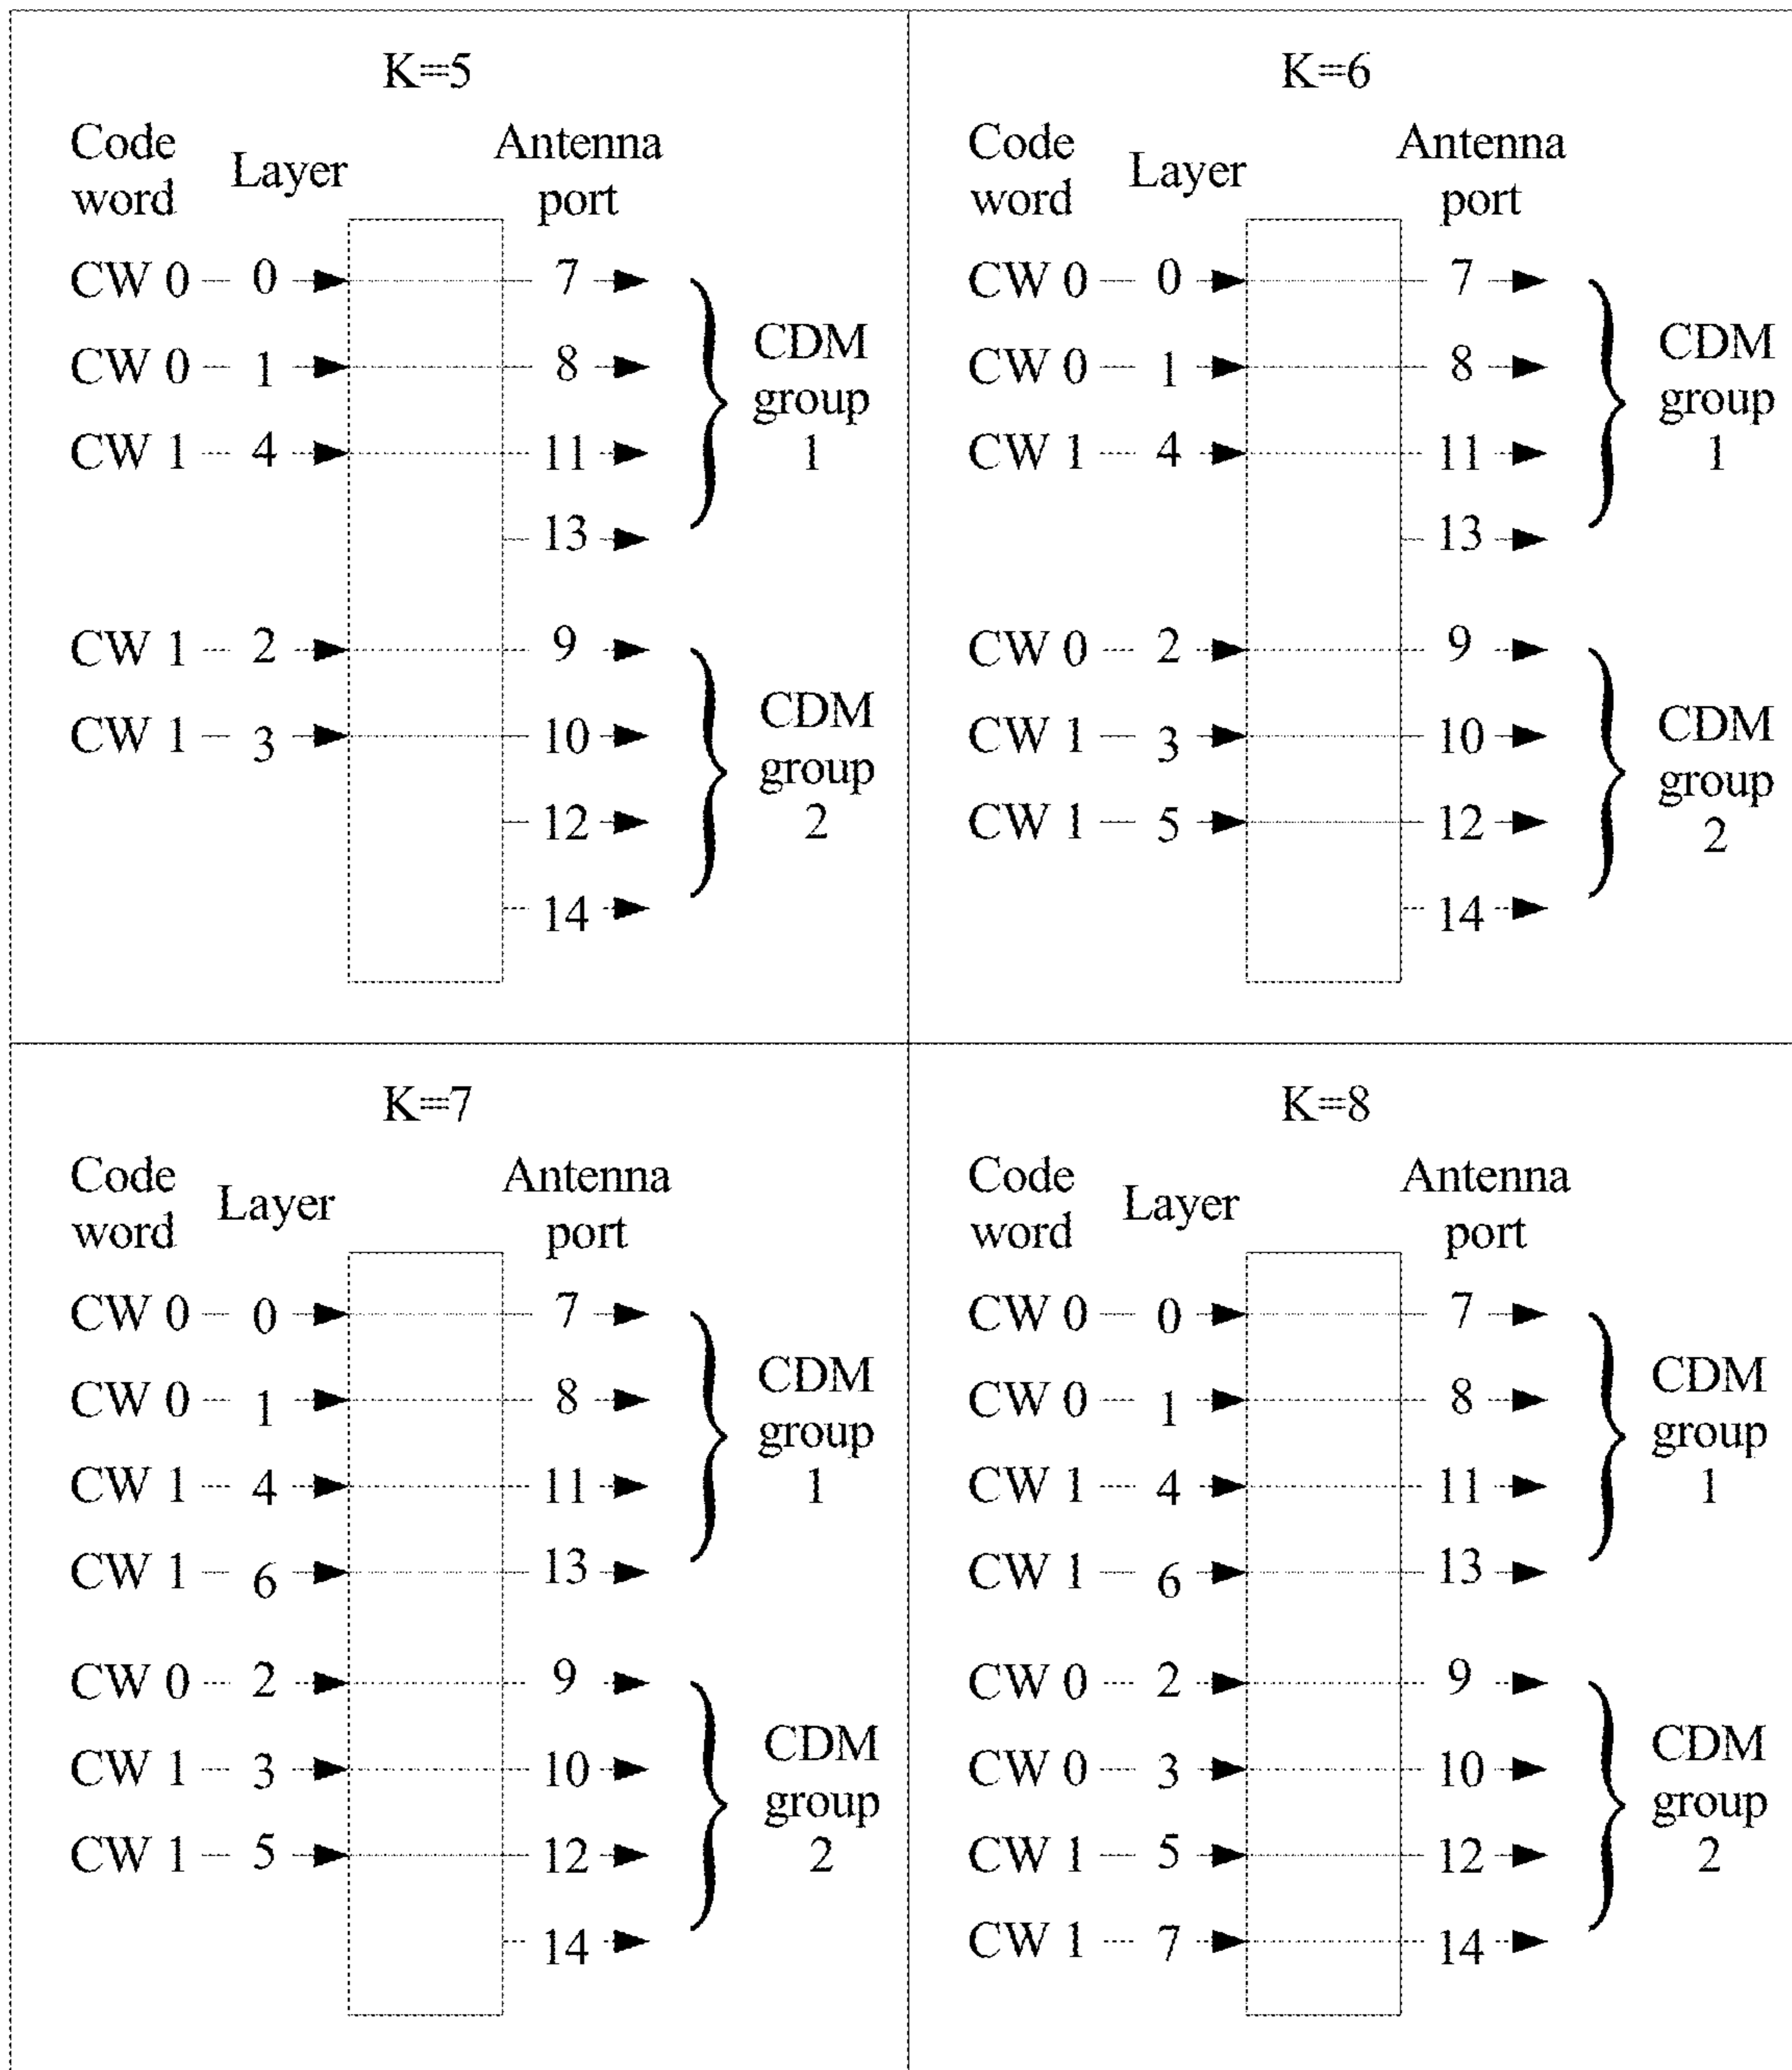 K=5
Code word Layer Antenna port
CW 0 0 7
CW 0 1 8
CW 1 4 11
13
CDM group 1
CW 1 2 9
CW 1 3 10
12
14
CDM group 2
K=6
Code word Layer Antenna port
CW 0 0 7
CW 0 1 8
CW 1 4 11
13
CDM group 1
CW 0 2 9
CW 1 3 10
CW 1 5 12
14
CDM group 2
K=7
Code word Layer Antenna port
CW 0 0 7
CW 0 1 8
CW 1 4 11
CW 1 6 13
CDM group 1
CW 0 2 9
CW 1 3 10
CW 1 5 12
14
CDM group 2
K=8
Code word Layer Antenna port
CW 0 0 7
CW 0 1 8
CW 1 4 11
CW 1 6 13
CDM group 1
CW 0 2 9
CW 0 3 10
CW 1 5 12
CW 1 7 14
CDM group 2